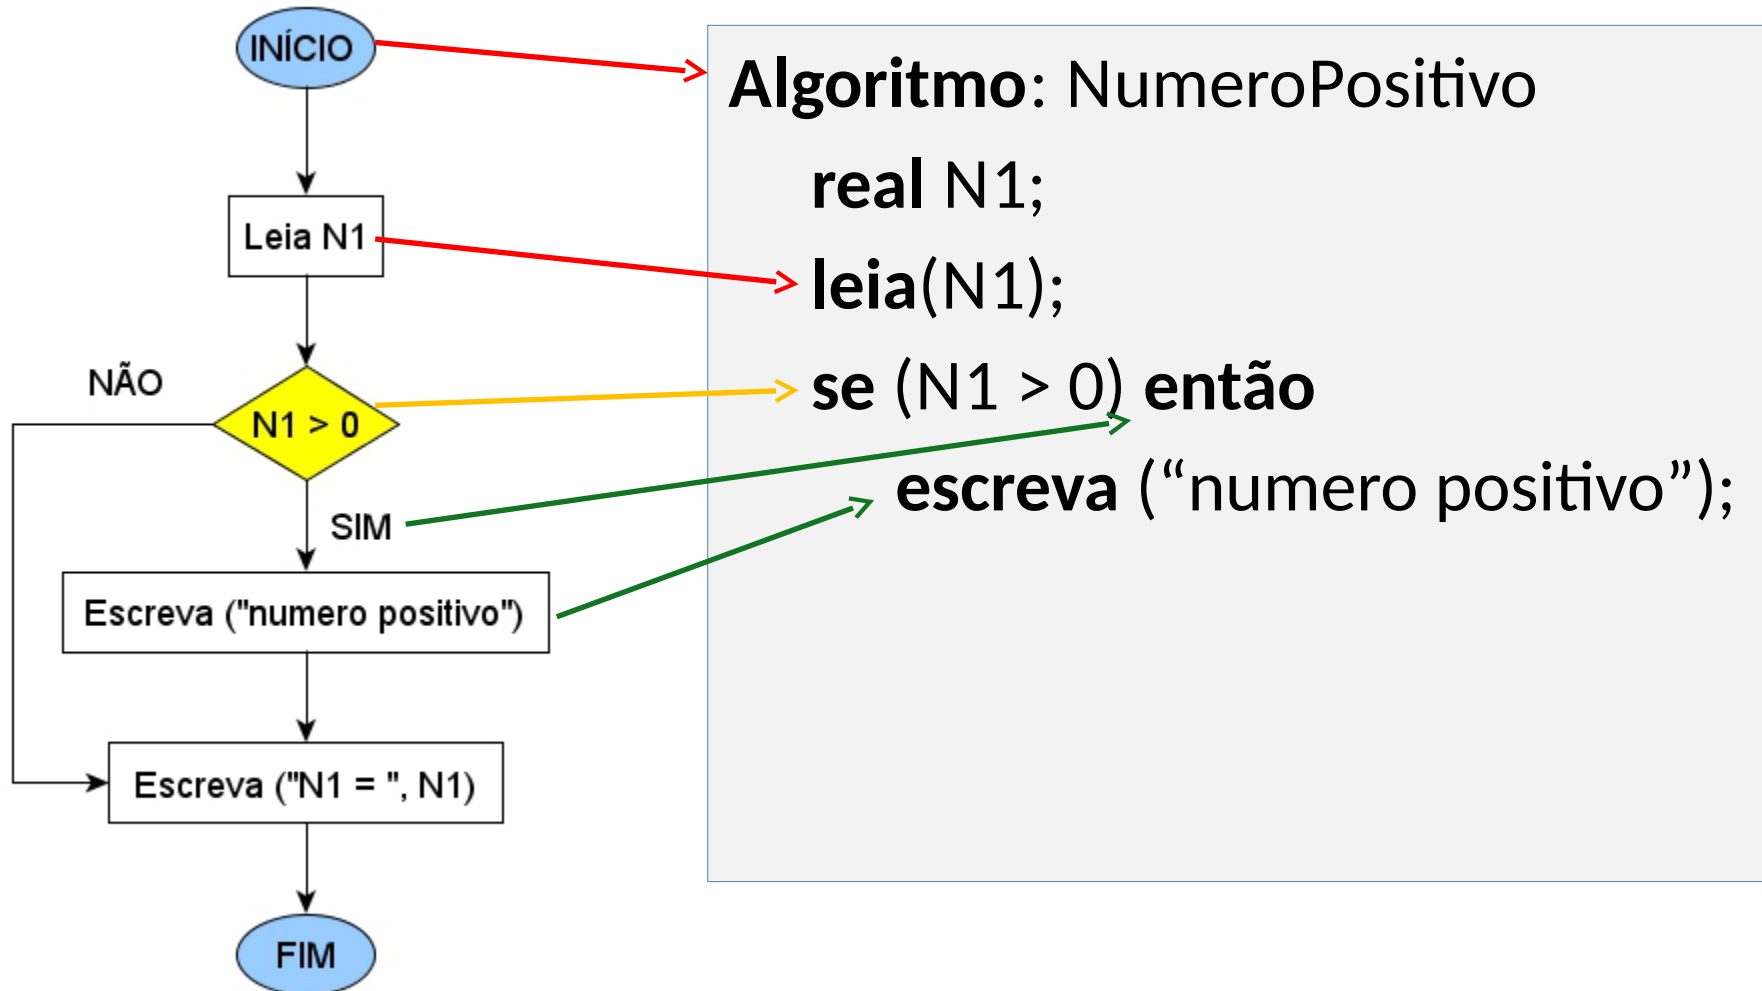 INÍCIO
Leia N1
NÃO
N1 > 0
SIM
Escreva ("numero positivo")
Escreva ("N1 = ", N1)
FIM
Algoritmo: NumeroPositivo
real N1;
leia(N1);
se (N1 > 0) então
escreva (“numero positivo”);